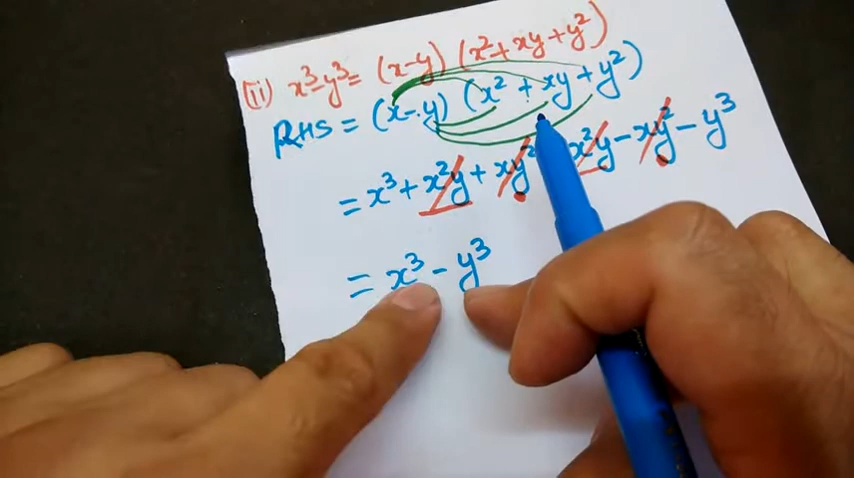 (ii) x³-y³ = (x-y) (x²+xy+y²)
RHS = (x-y) (x²+xy+y²)
= x³+x²y+xy² x²y-xy²-y³
= x³-y³